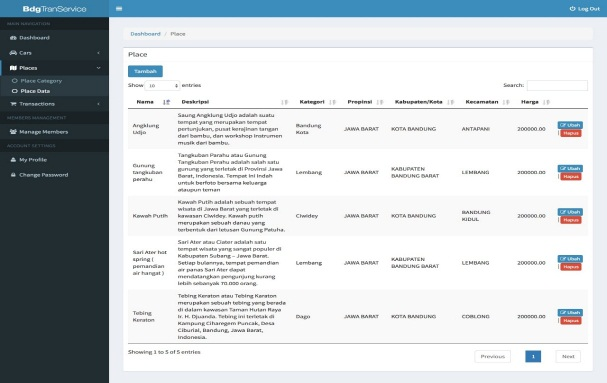 BdgTranService
Log Out
MAIN NAVIGATION
Dashboard
Cars
Places
Place Category
Place Data
Transactions
MEMBERS MANAGEMENT
Manage Members
ACCOUNT SETTINGS
My Profile
Change Password
Dashboard / Place
Place
Tambah
Show 10 entries
Search:
Nama Deskripsi Kategori Propinsi Kabupaten/Kota Kecamatan Harga
Angklung Udjo
Saung Angklung Udjo adalah suatu
tempat yang merupakan tempat
pertunjukan, pusat kerajinan tangan
dari bambu, dan workshop instrumen
musik dari bambu.
Bandung Kota
JAWA BARAT
KOTA BANDUNG
ANTAPANI
200000.00
Ubah
| Hapus
Gunung
tangkuban
perahu
Tangkuban Parahu atau Gunung
Tangkuban Perahu adalah salah satu
gunung yang terletak di Provinsi Jawa
Barat, Indonesia. Tempat ini indah
untuk berfoto bersama keluarga
ataupun teman
Lembang
JAWA BARAT
KABUPATEN
BANDUNG BARAT
LEMBANG
200000.00
Ubah
| Hapus
Kawah Putih
Kawah Putih adalah sebuah tempat
wisata di Jawa Barat yang terletak di
kawasan Ciwidey. Kawah putih
merupakan sebuah danau yang
terbentuk dari letusan Gunung Patuha.
Ciwidey
JAWA BARAT
KOTA BANDUNG
BANDUNG
KIDUL
200000.00
Ubah
| Hapus
Sari Ater hot
spring (
pemandian
air hangat )
Sari Ater atau Ciater adalah satu
tempat wisata yang sangat populer di
Kabupaten Subang – Jawa Barat.
Setiap bulannya, tempat pemandian
air panas Sari Ater dapat
mendatangkan pengunjung kurang
lebih sebanyak 70.000 orang.
Lembang
JAWA BARAT
KABUPATEN
BANDUNG BARAT
LEMBANG
200000.00
Ubah
| Hapus
Tebing
Keraton
Tebing Keraton atau Tebing Keraton
merupakan sebuah tebing yang berada
di dalam kawasan Taman Hutan Raya
Ir. H. Djuanda. Tebing ini terletak di
Kampung Ciharegem Puncak, Desa
Ciburial, Bandung, Jawa Barat,
Indonesia.
Dago
JAWA BARAT
KOTA BANDUNG
COBLONG
200000.00
Ubah
| Hapus
Showing 1 to 5 of 5 entries
Previous 1 Next